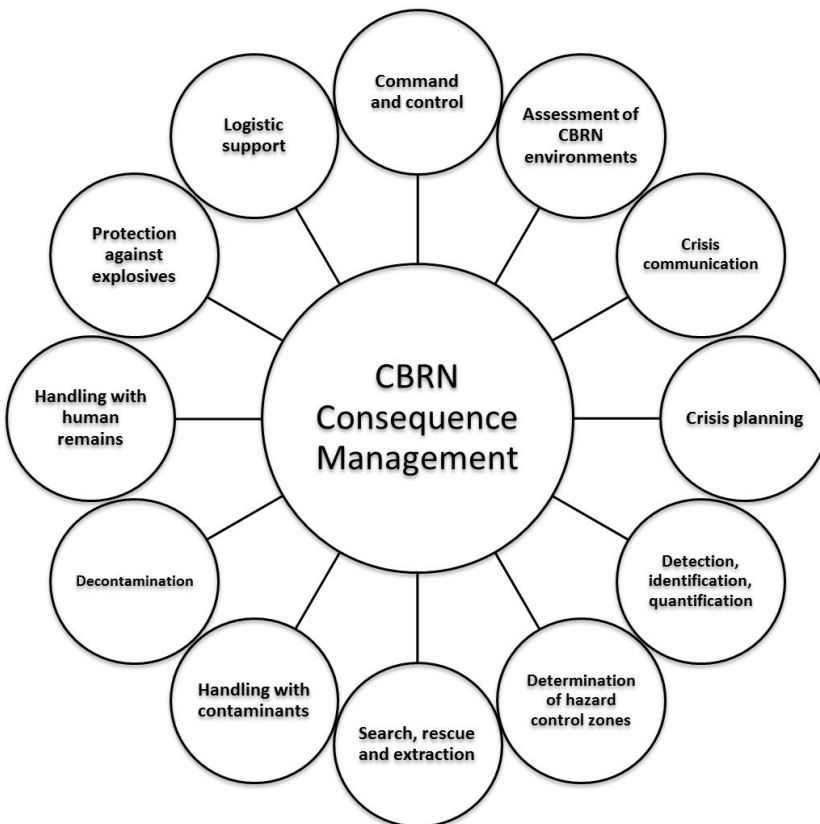 Command
and control
Assessment of
CBRN
environments
Crisis
communication
Crisis planning
Detection,
identification,
quantification
Determination
of hazard
control zones
Search, rescue
and extraction
Handling with
contaminants
Decontamination
Handling with
human
remains
Protection
against
explosives
Logistic
support
CBRN
Consequence
Management